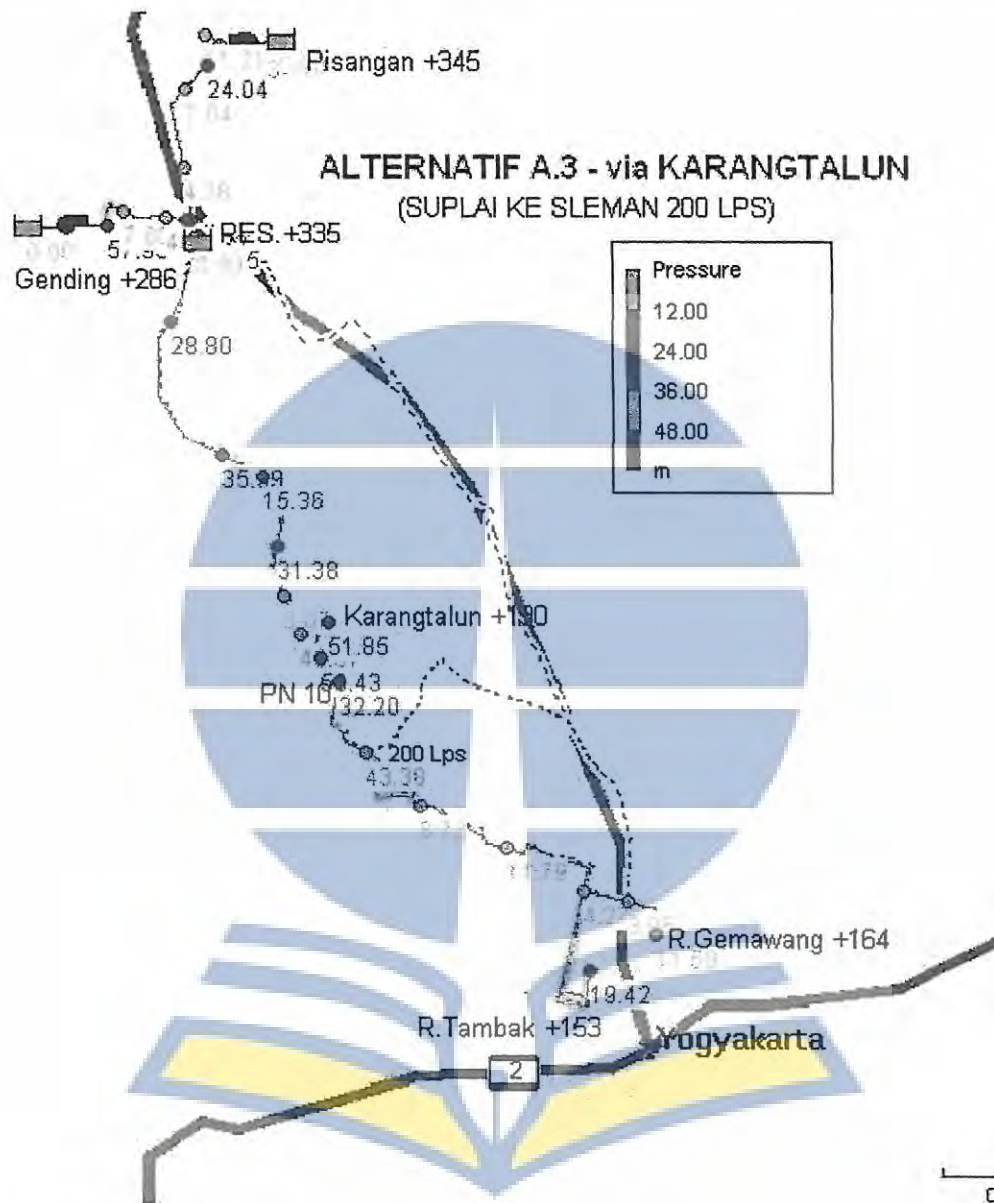 Pisangan +345
24.04
ALTERNATIF A.3 - via KARANGTALUN
(SUPLAI KE SLEMAN 200 LPS)
RES. +335
Gending +286
Pressure
12.00
24.00
36.00
48.00
m
28.80
15.38
31.38
Karangtalun
51.85
PN 10
32.20
200 Lps
43.38
11.79
R.Gemawang +164
19.42
R.Tambak +153
Yogyakarta
2